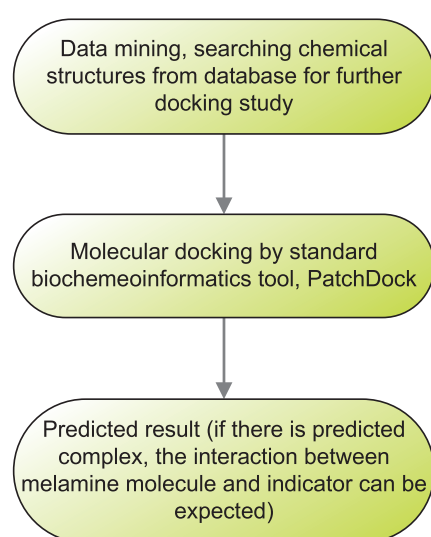 Data mining, searching chemical
structures from database for further
docking study
Molecular docking by standard
biochemeoinformatics tool, PatchDock
Predicted result (if there is predicted
complex, the interaction between
melamine molecule and indicator can be
expected)